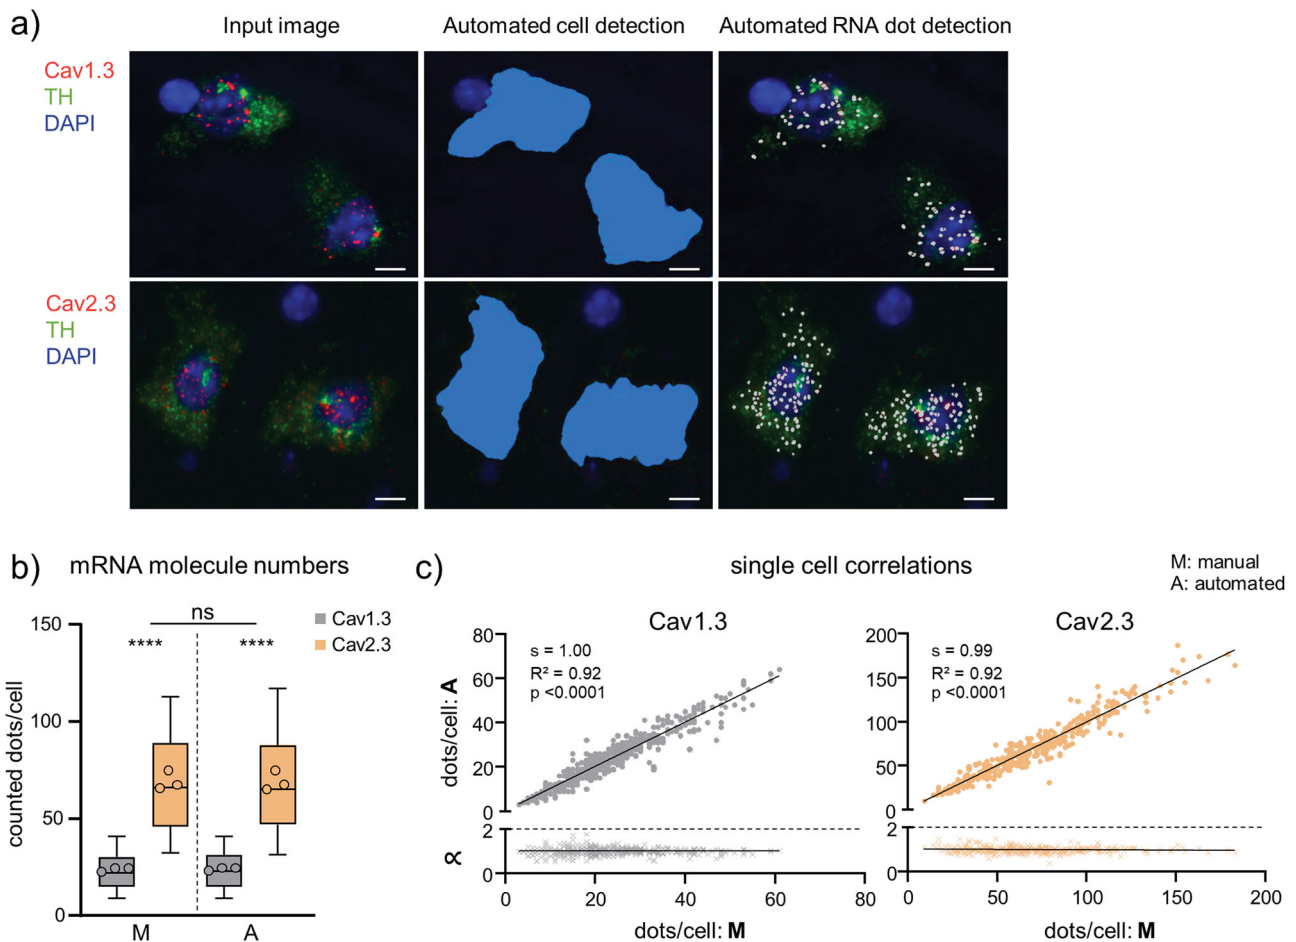 a)
Input image
Automated cell detection
Automated RNA dot detection
Cav1.3
TH
DAPI
Cav2.3
TH
DAPI
b)
mRNA molecule numbers
Cav1.3
Cav2.3
ns
****
****
150
100
50
0
counted dots/cell
M
A
c)
single cell correlations
M: manual
A: automated
Cav1.3
s = 1.00
R² = 0.92
p <0.0001
dots/cell: A
80
60
40
20
0
2
0
∝
0
20
40
60
80
dots/cell: M
Cav2.3
s = 0.99
R² = 0.92
p <0.0001
200
150
100
50
0
2
0
0
50
100
150
200
dots/cell: M